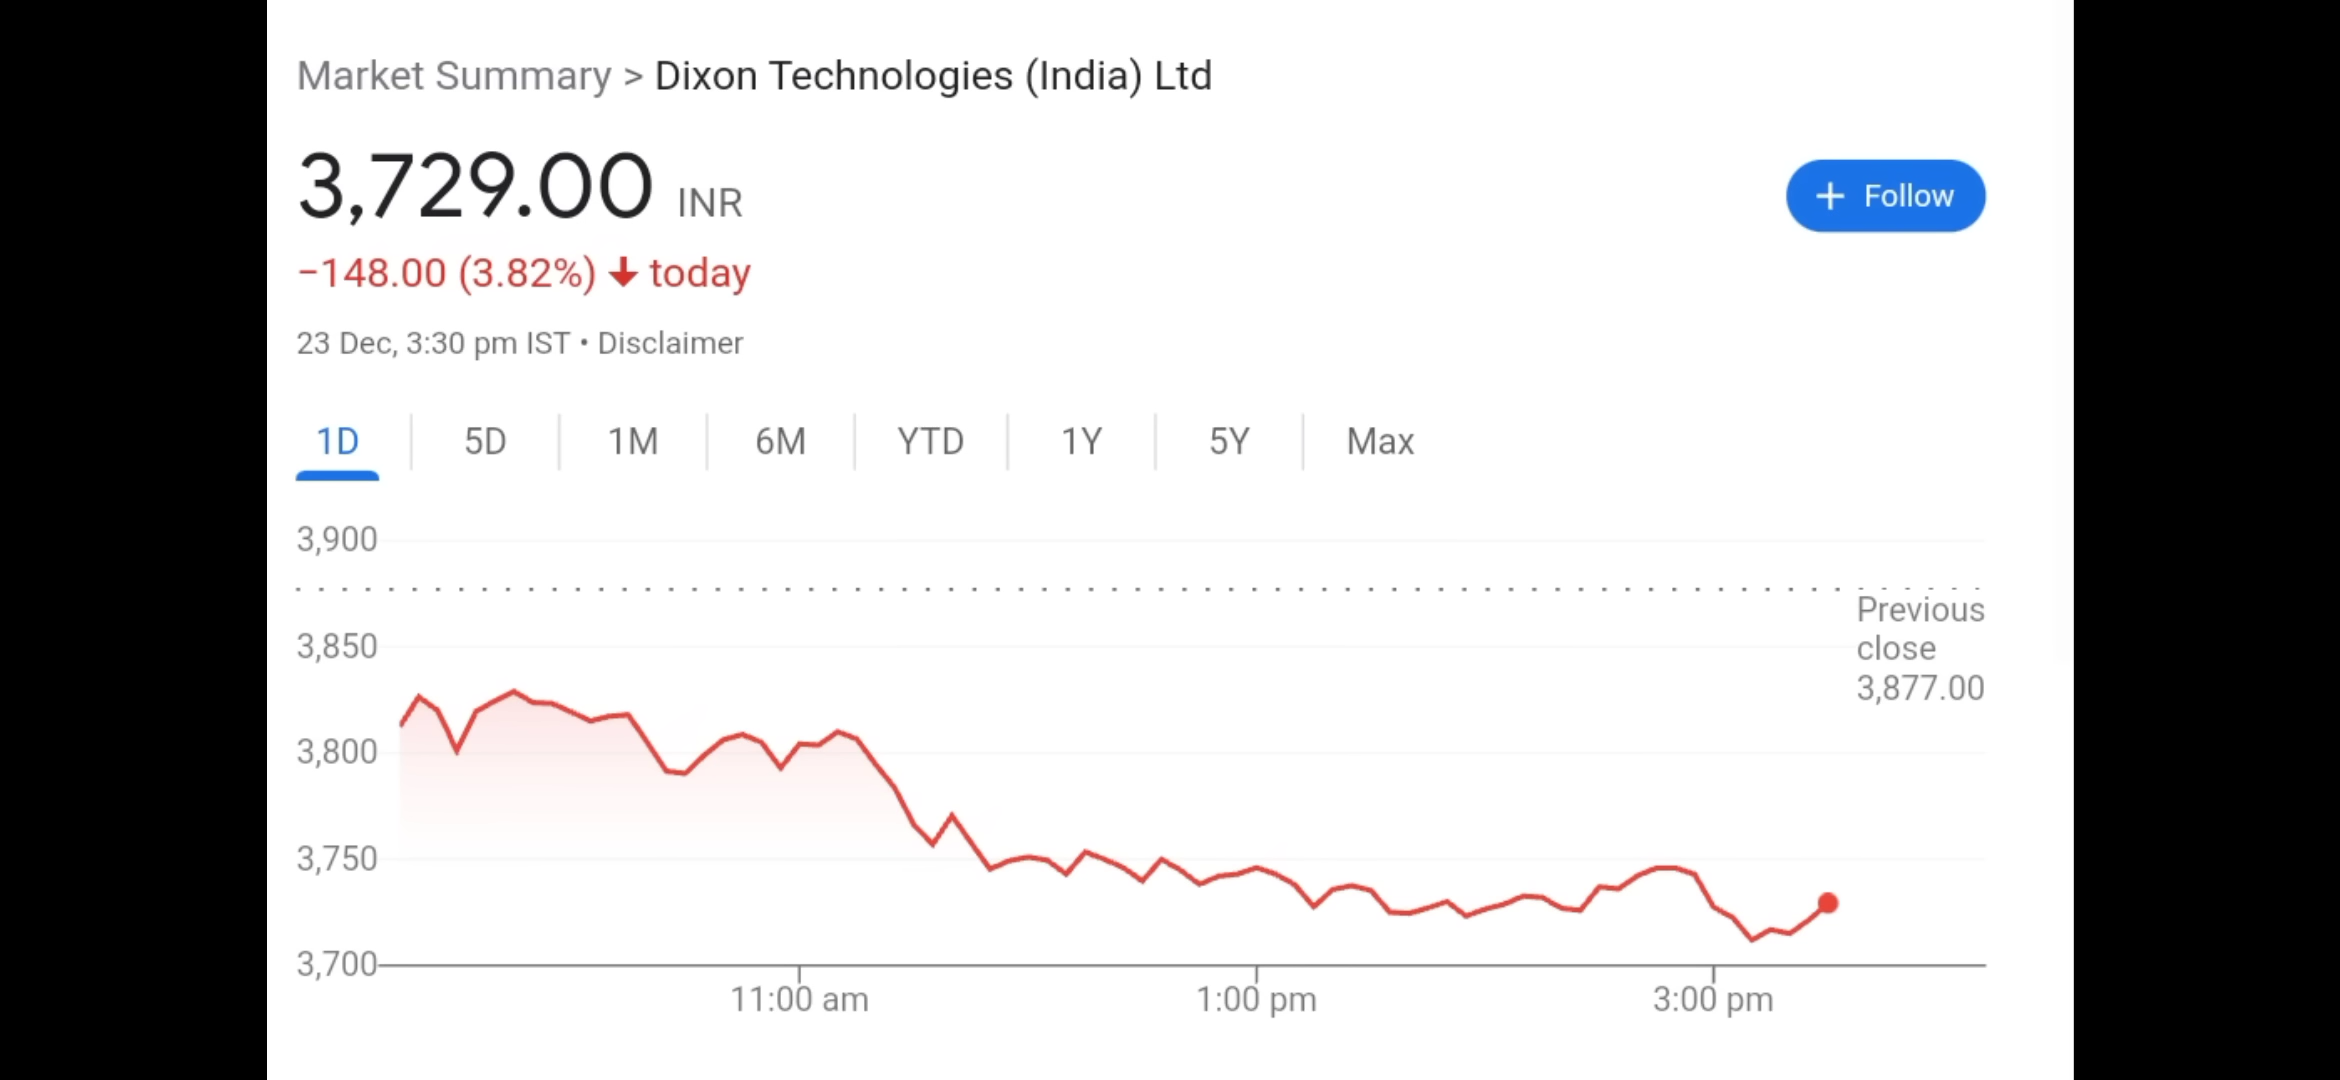 Market Summary > Dixon Technologies (India) Ltd
3,729.00 INR
+ Follow
−148.00 (3.82%) ↓ today
23 Dec, 3:30 pm IST • Disclaimer
1D 5D 1M 6M YTD 1Y 5Y Max
3,900
Previous
close
3,877.00
3,850
3,800
3,750
3,700
11:00 am 1:00 pm 3:00 pm